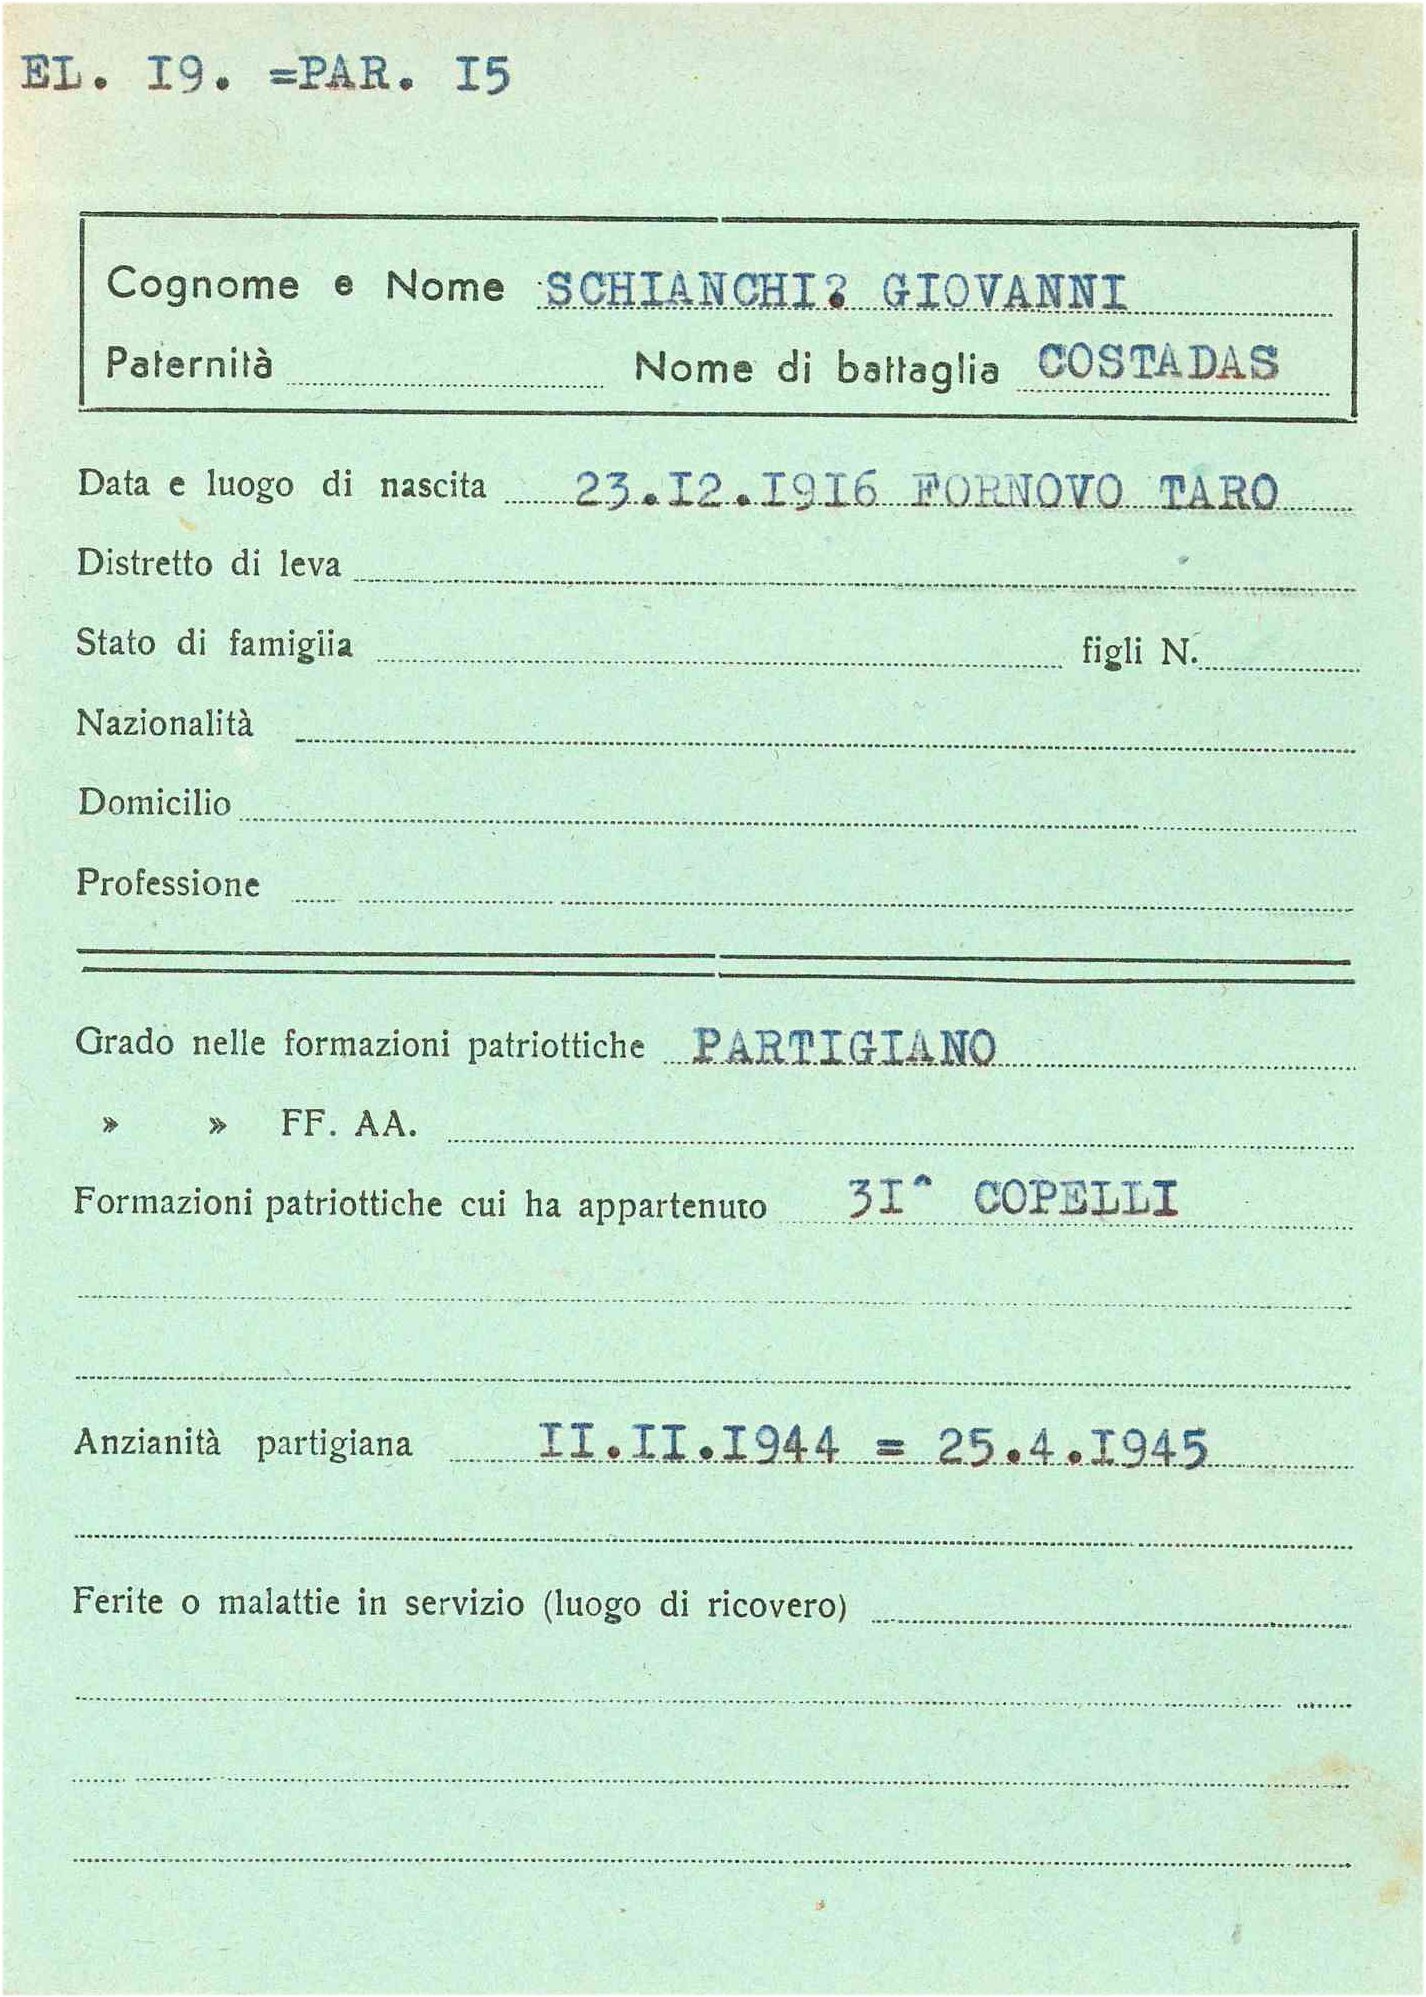 EL. I9. =PAR. I5
Cognome e Nome SCHIANCHI? GIOVANNI
Paternità Nome di battaglia COSTADAS
Data e luogo di nascita 23.I2.I9I6 FORNOVO TARO
Distretto di leva
Stato di famiglia figli N.
Nazionalità
Domicilio
Professione
Grado nelle formazioni patriottiche PARTIGIANO
» » FF. AA.
Formazioni patriottiche cui ha appartenuto 3I^ COPELLI
Anzianità partigiana II.II.I944 = 25.4.I945
Ferite o malattie in servizio (luogo di ricovero)